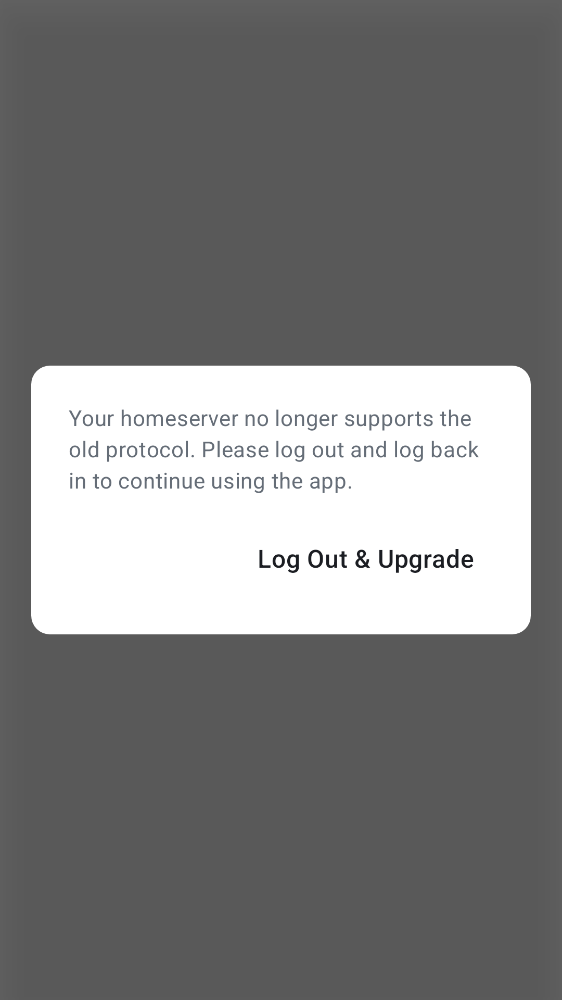 Your homeserver no longer supports the
old protocol. Please log out and log back
in to continue using the app.
Log Out & Upgrade